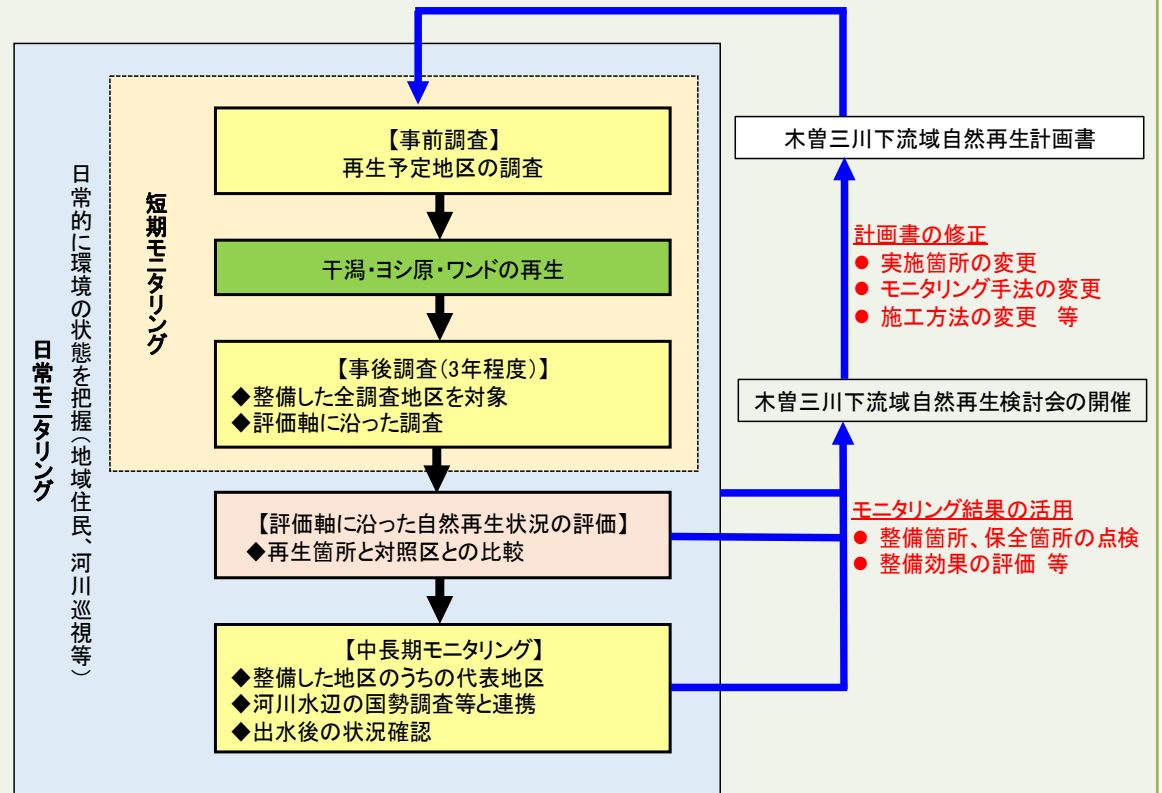 日常モニタリング
日常的に環境の状態を把握（地域住民、河川巡視等）
短期モニタリング
【事前調査】
再生予定地区の調査
干潟・ヨシ原・ワンドの再生
【事後調査（3年程度）】
◆整備した全調査地区を対象
◆評価軸に沿った調査
【評価軸に沿った自然再生状況の評価】
◆再生箇所と対照区との比較
【中長期モニタリング】
◆整備した地区のうちの代表地区
◆河川水辺の国勢調査等と連携
◆出水後の状況確認
木曽三川下流域自然再生計画書
計画書の修正
● 実施箇所の変更
● モニタリング手法の変更
● 施工方法の変更 等
木曽三川下流域自然再生検討会の開催
モニタリング結果の活用
● 整備箇所、保全箇所の点検
● 整備効果の評価 等